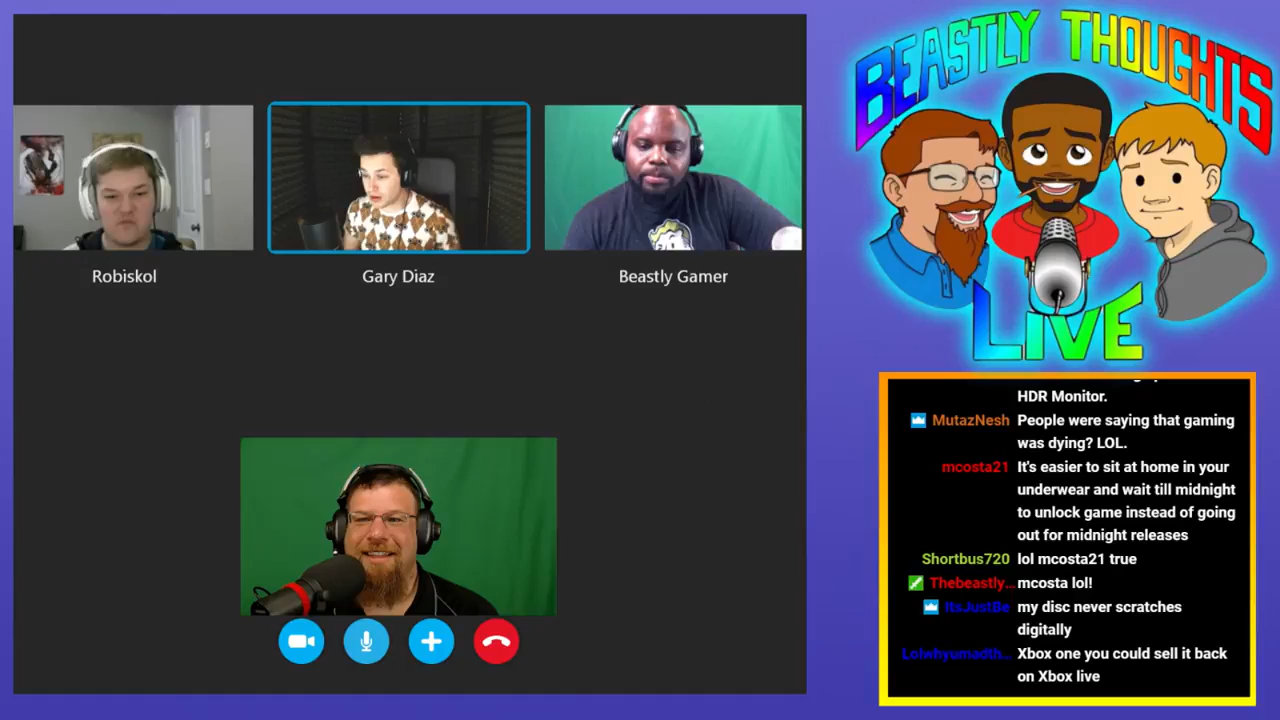 BEASTLY THOUGHTS
LIVE
Robiskol
Gary Diaz
Beastly Gamer
HDR Monitor.
MutazNesh People were saying that gaming
was dying? LOL.
mcosta21 It's easier to sit at home in your
underwear and wait till midnight
to unlock game instead of going
out for midnight releases
Shortbus720 lol mcosta21 true
Thebeastly... mcosta lol!
ItsJustBe my disc never scratches
digitally
Lolwhyumadth... Xbox one you could sell it back
on Xbox live